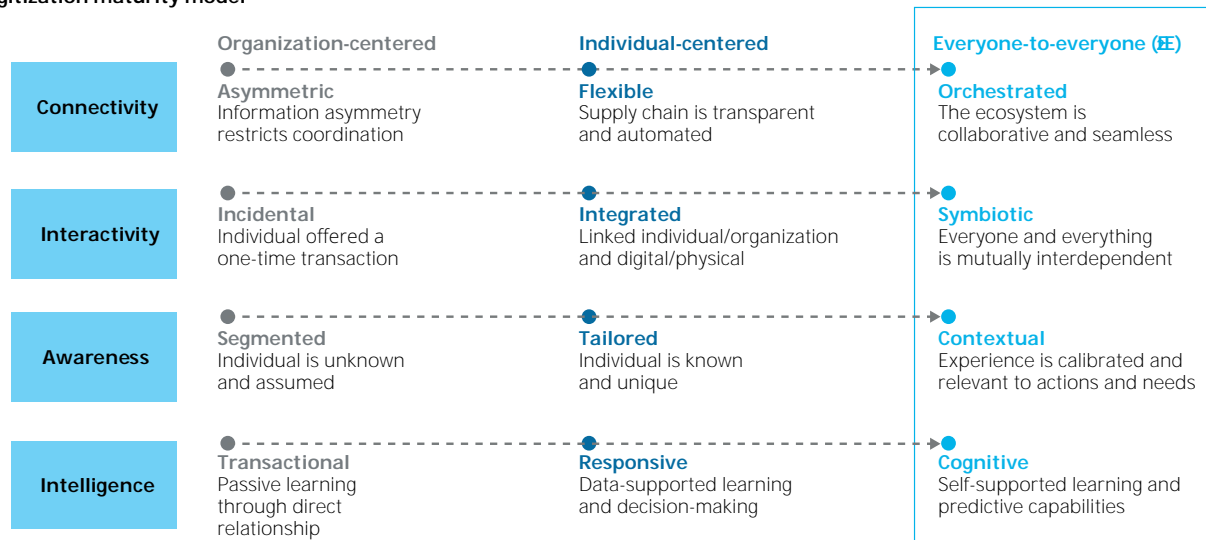 gitization maturity model
Organization-centered
Individual-centered
Everyone-to-everyone (E)
Connectivity
Asymmetric
Information asymmetry
restricts coordination
Flexible
Supply chain is transparent
and automated
Orchestrated
The ecosystem is
collaborative and seamless
Interactivity
Incidental
Individual offered a
one-time transaction
Integrated
Linked individual/organization
and digital/physical
Symbiotic
Everyone and everything
is mutually interdependent
Awareness
Segmented
Individual is unknown
and assumed
Tailored
Individual is known
and unique
Contextual
Experience is calibrated and
relevant to actions and needs
Intelligence
Transactional
Passive learning
through direct
relationship
Responsive
Data-supported learning
and decision-making
Cognitive
Self-supported learning and
predictive capabilities